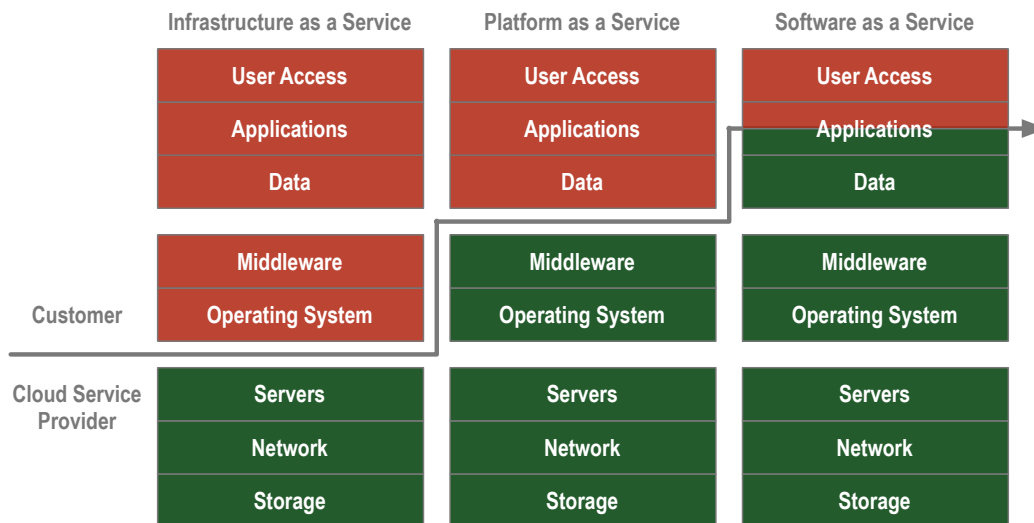 Infrastructure as a Service
Platform as a Service
Software as a Service
User Access
User Access
User Access
Applications
Applications
Applications
Data
Data
Data
Middleware
Middleware
Middleware
Customer
Operating System
Operating System
Operating System
Cloud Service
Provider
Servers
Servers
Servers
Network
Network
Network
Storage
Storage
Storage